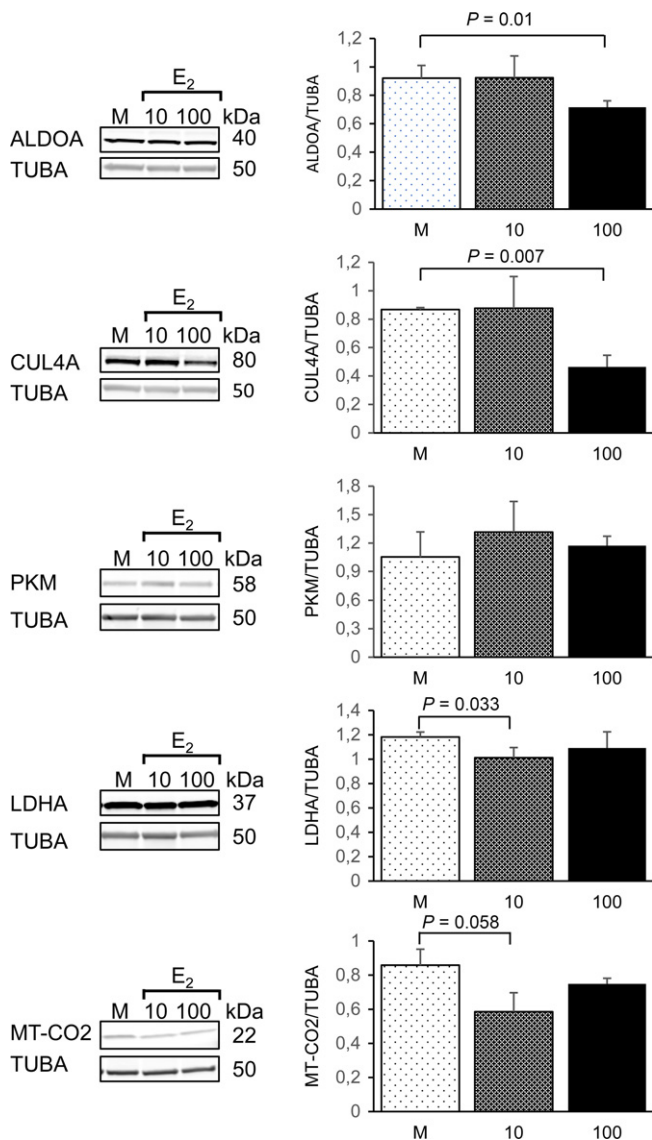 E2
M 10 100 kDa
ALDOA 40
TUBA 50
P = 0.01
1,2
1
0,8
0,6
0,4
0,2
0
ALDOA/TUBA
M 10 100
E2
M 10 100 kDa
CUL4A 80
TUBA 50
P = 0.007
1,2
1
0,8
0,6
0,4
0,2
0
CUL4A/TUBA
M 10 100
E2
M 10 100 kDa
PKM 58
TUBA 50
1,8
1,5
1,2
0,9
0,6
0,3
0
PKM/TUBA
M 10 100
E2
M 10 100 kDa
LDHA 37
TUBA 50
P = 0.033
1,4
1,2
1
0,8
0,6
0,4
0,2
0
LDHA/TUBA
M 10 100
E2
M 10 100 kDa
MT-CO2 22
TUBA 50
P = 0.058
1
0,8
0,6
0,4
0,2
0
MT-CO2/TUBA
M 10 100